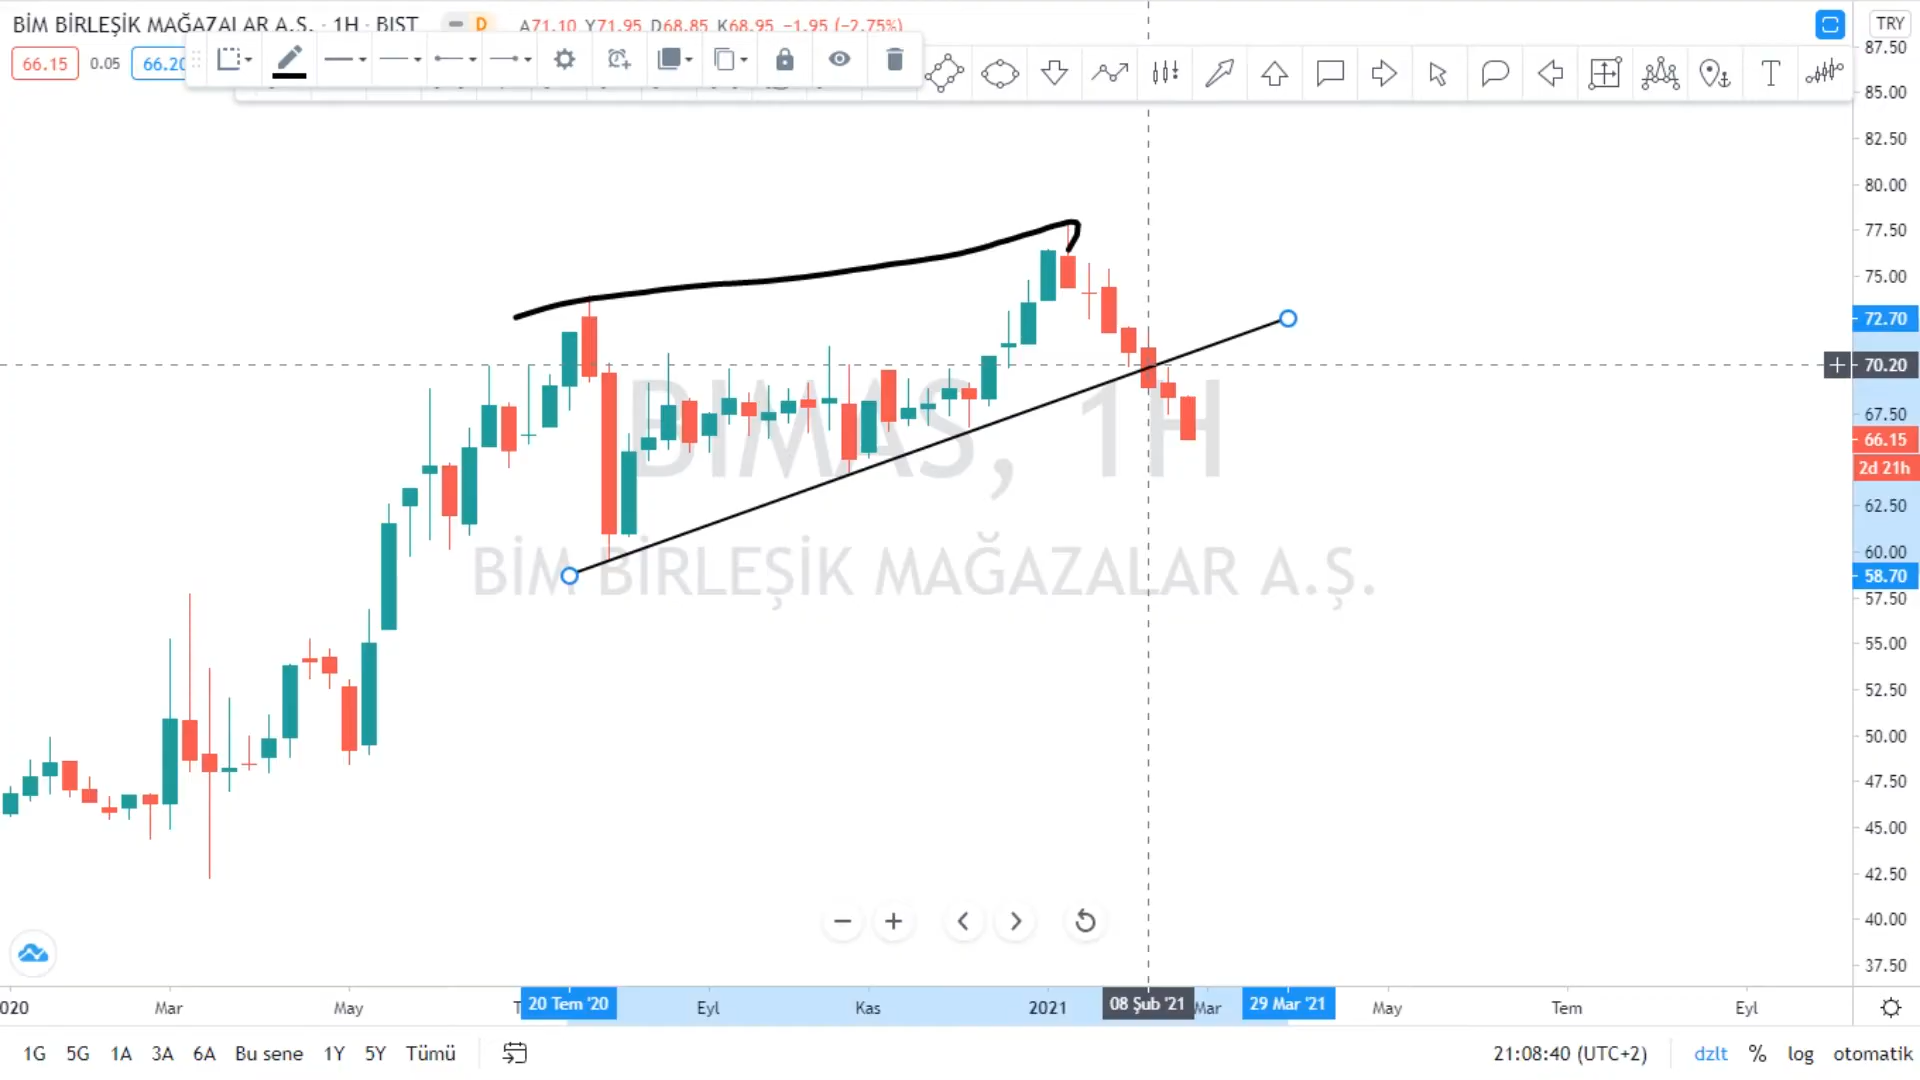 BİM BİRLEŞİK MAĞAZALAR A.Ş. · 1H · BIST D A71.10 Y71.95 D68.85 K68.95 −1.95 (−2.75%)
TRY
66.15 0.05 66.20
T
87.50
85.00
82.50
80.00
77.50
75.00
72.70
70.20
67.50
66.15
2d 21h
62.50
60.00
58.70
57.50
55.00
52.50
50.00
47.50
45.00
42.50
40.00
37.50
BIMAS, 1H
BİM BİRLEŞİK MAĞAZALAR A.Ş.
020 Mar May T 20 Tem '20 Eyl Kas 2021 08 Şub '21 Mar 29 Mar '21 May Tem Eyl
1G 5G 1A 3A 6A Bu sene 1Y 5Y Tümü 21:08:40 (UTC+2) dzlt % log otomatik